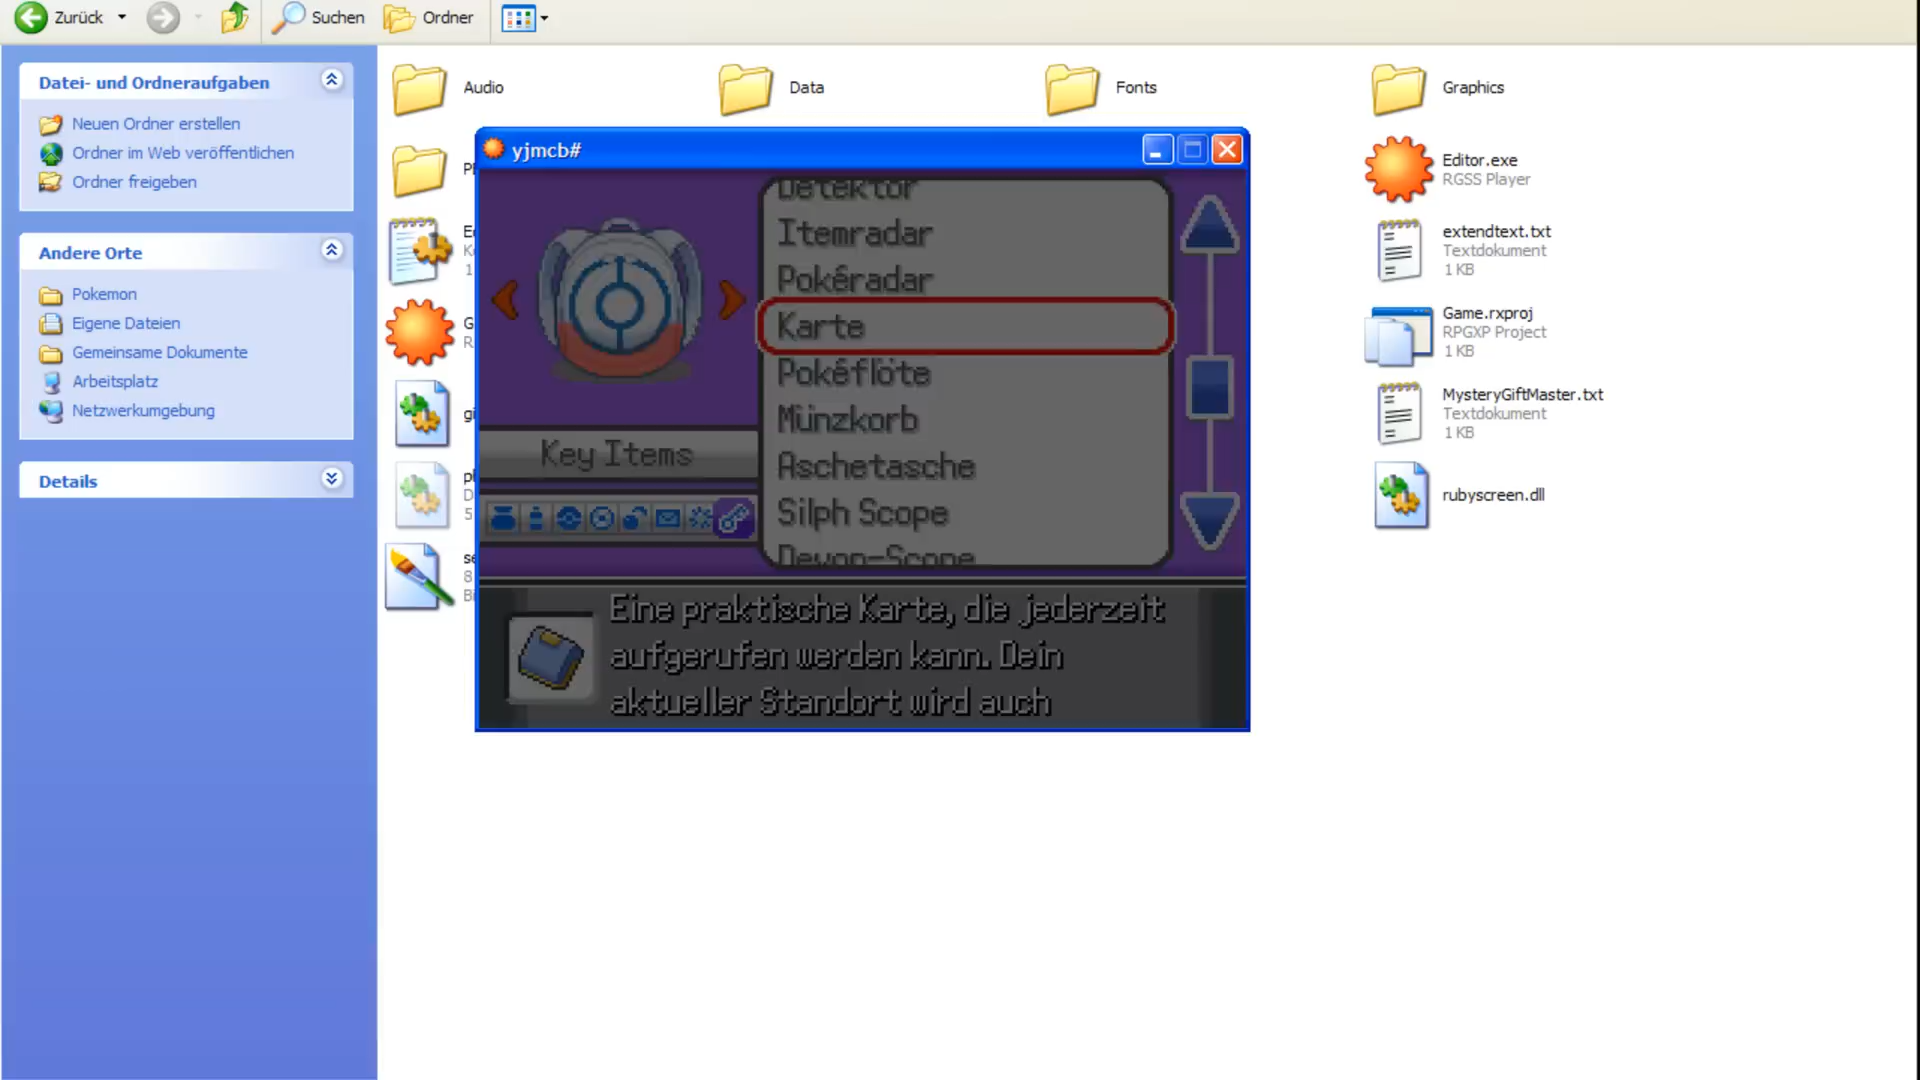 Zurück
Suchen
Ordner
Datei- und Ordneraufgaben
Neuen Ordner erstellen
Ordner im Web veröffentlichen
Ordner freigeben
Andere Orte
Pokemon
Eigene Dateien
Gemeinsame Dokumente
Arbeitsplatz
Netzwerkumgebung
Details
Audio
Data
Fonts
Graphics
Editor.exe
RGSS Player
extendtext.txt
Textdokument
1 KB
Game.rxproj
RPGXP Project
1 KB
MysteryGiftMaster.txt
Textdokument
1 KB
rubyscreen.dll
yjmcb#
Detektor
Itemradar
Pokéradar
Karte
Pokéflöte
Münzkorb
Aschetasche
Silph Scope
Devon-Scope
Key Items
Eine praktische Karte, die jederzeit
aufgerufen werden kann. Dein
aktueller Standort wird auch